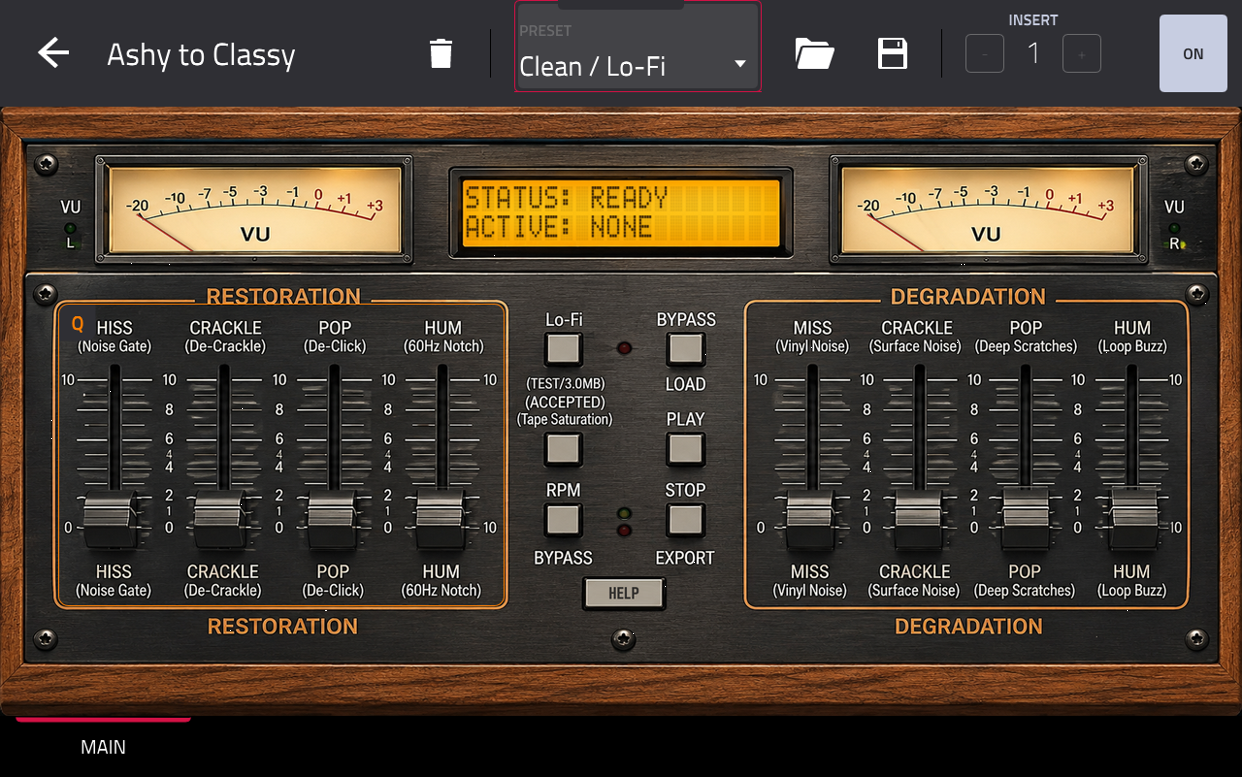 INSERT
PRESET
Ashy to Classy
Clean / Lo-Fi
- 1 +
ON
-20 -10 -7 -5 -3 -1 0 +1 +3
VU
VU
L
STATUS: READY
ACTIVE: NONE
-20 -10 -7 -5 -3 -1 0 +1 +3
VU
VU
R
RESTORATION
Q
HISS
(Noise Gate)
CRACKLE
(De-Crackle)
POP
(De-Click)
HUM
(60Hz Notch)
10 10 10 10 10
8 8 8
6 6 6
4 4 4
4 4 4
2 2 2
1 1 1
0 0 0 0 10
HISS
(Noise Gate)
CRACKLE
(De-Crackle)
POP
(De-Click)
HUM
(60Hz Notch)
RESTORATION
Lo-Fi
BYPASS
(TEST/3.0MB)
(ACCEPTED)
(Tape Saturation)
LOAD
PLAY
RPM
STOP
BYPASS
EXPORT
HELP
DEGRADATION
MISS
(Vinyl Noise)
CRACKLE
(Surface Noise)
POP
(Deep Scratches)
HUM
(Loop Buzz)
10 10 10 10 10
8 8 8
6 6 6
4 4 4
4 4 4
2 2 2
1 1 1
0 0 0 0 10
MISS
(Vinyl Noise)
CRACKLE
(Surface Noise)
POP
(Deep Scratches)
HUM
(Loop Buzz)
DEGRADATION
MAIN